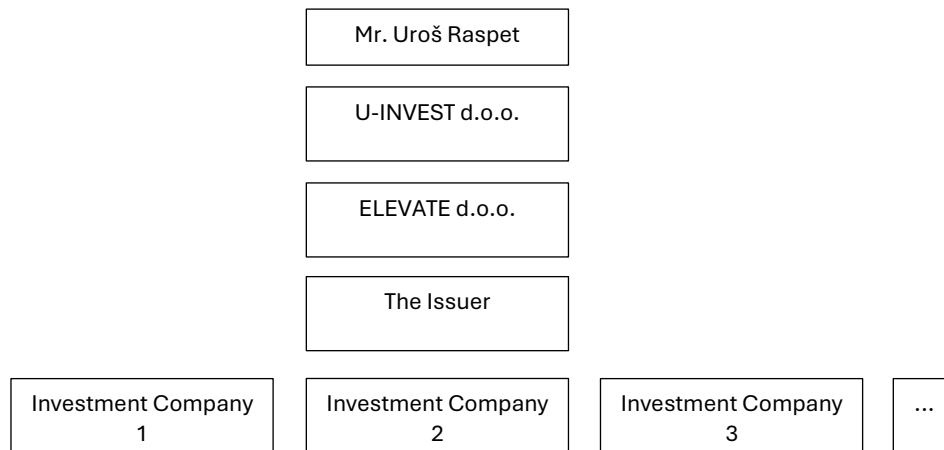 Mr. Uroš Raspet
U-INVEST d.o.o.
ELEVATE d.o.o.
The Issuer
Investment Company
1
Investment Company
2
Investment Company
3
...